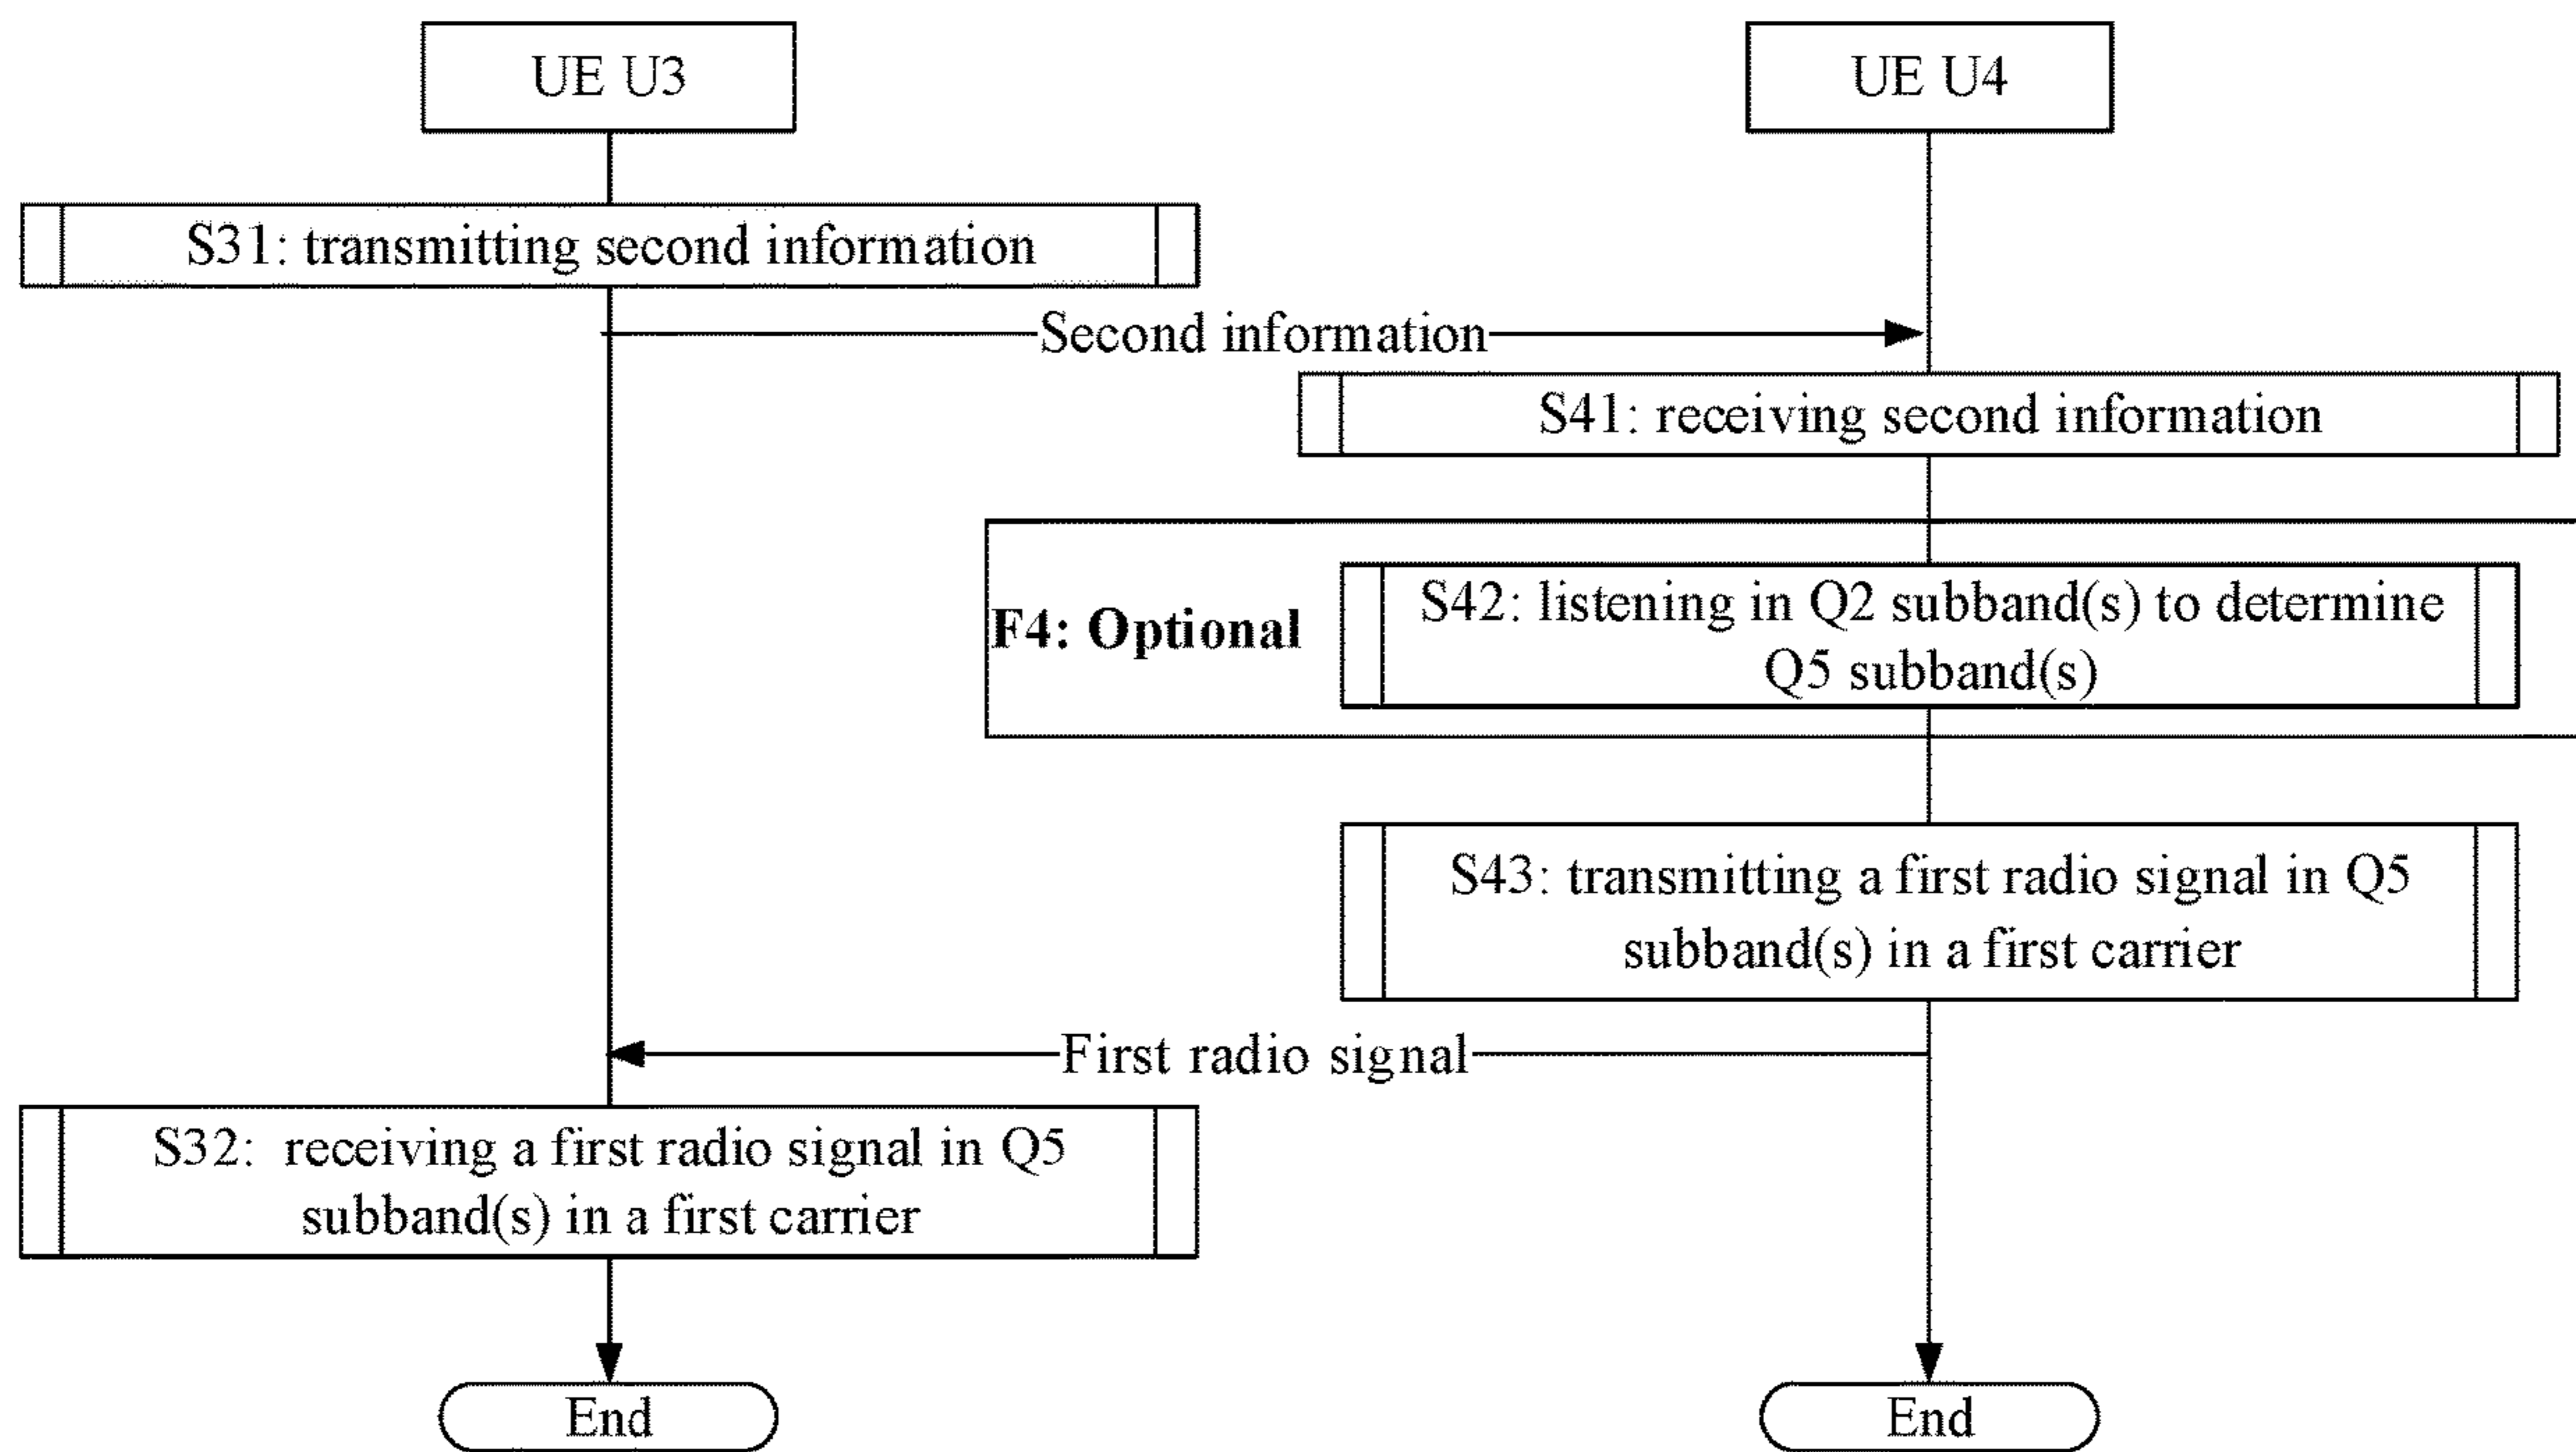 UE U3
UE U4
S31: transmitting second information
Second information
S41: receiving second information
F4: Optional
S42: listening in Q2 subband(s) to determine
Q5 subband(s)
S43: transmitting a first radio signal in Q5
subband(s) in a first carrier
First radio signal
S32: receiving a first radio signal in Q5
subband(s) in a first carrier
End
End